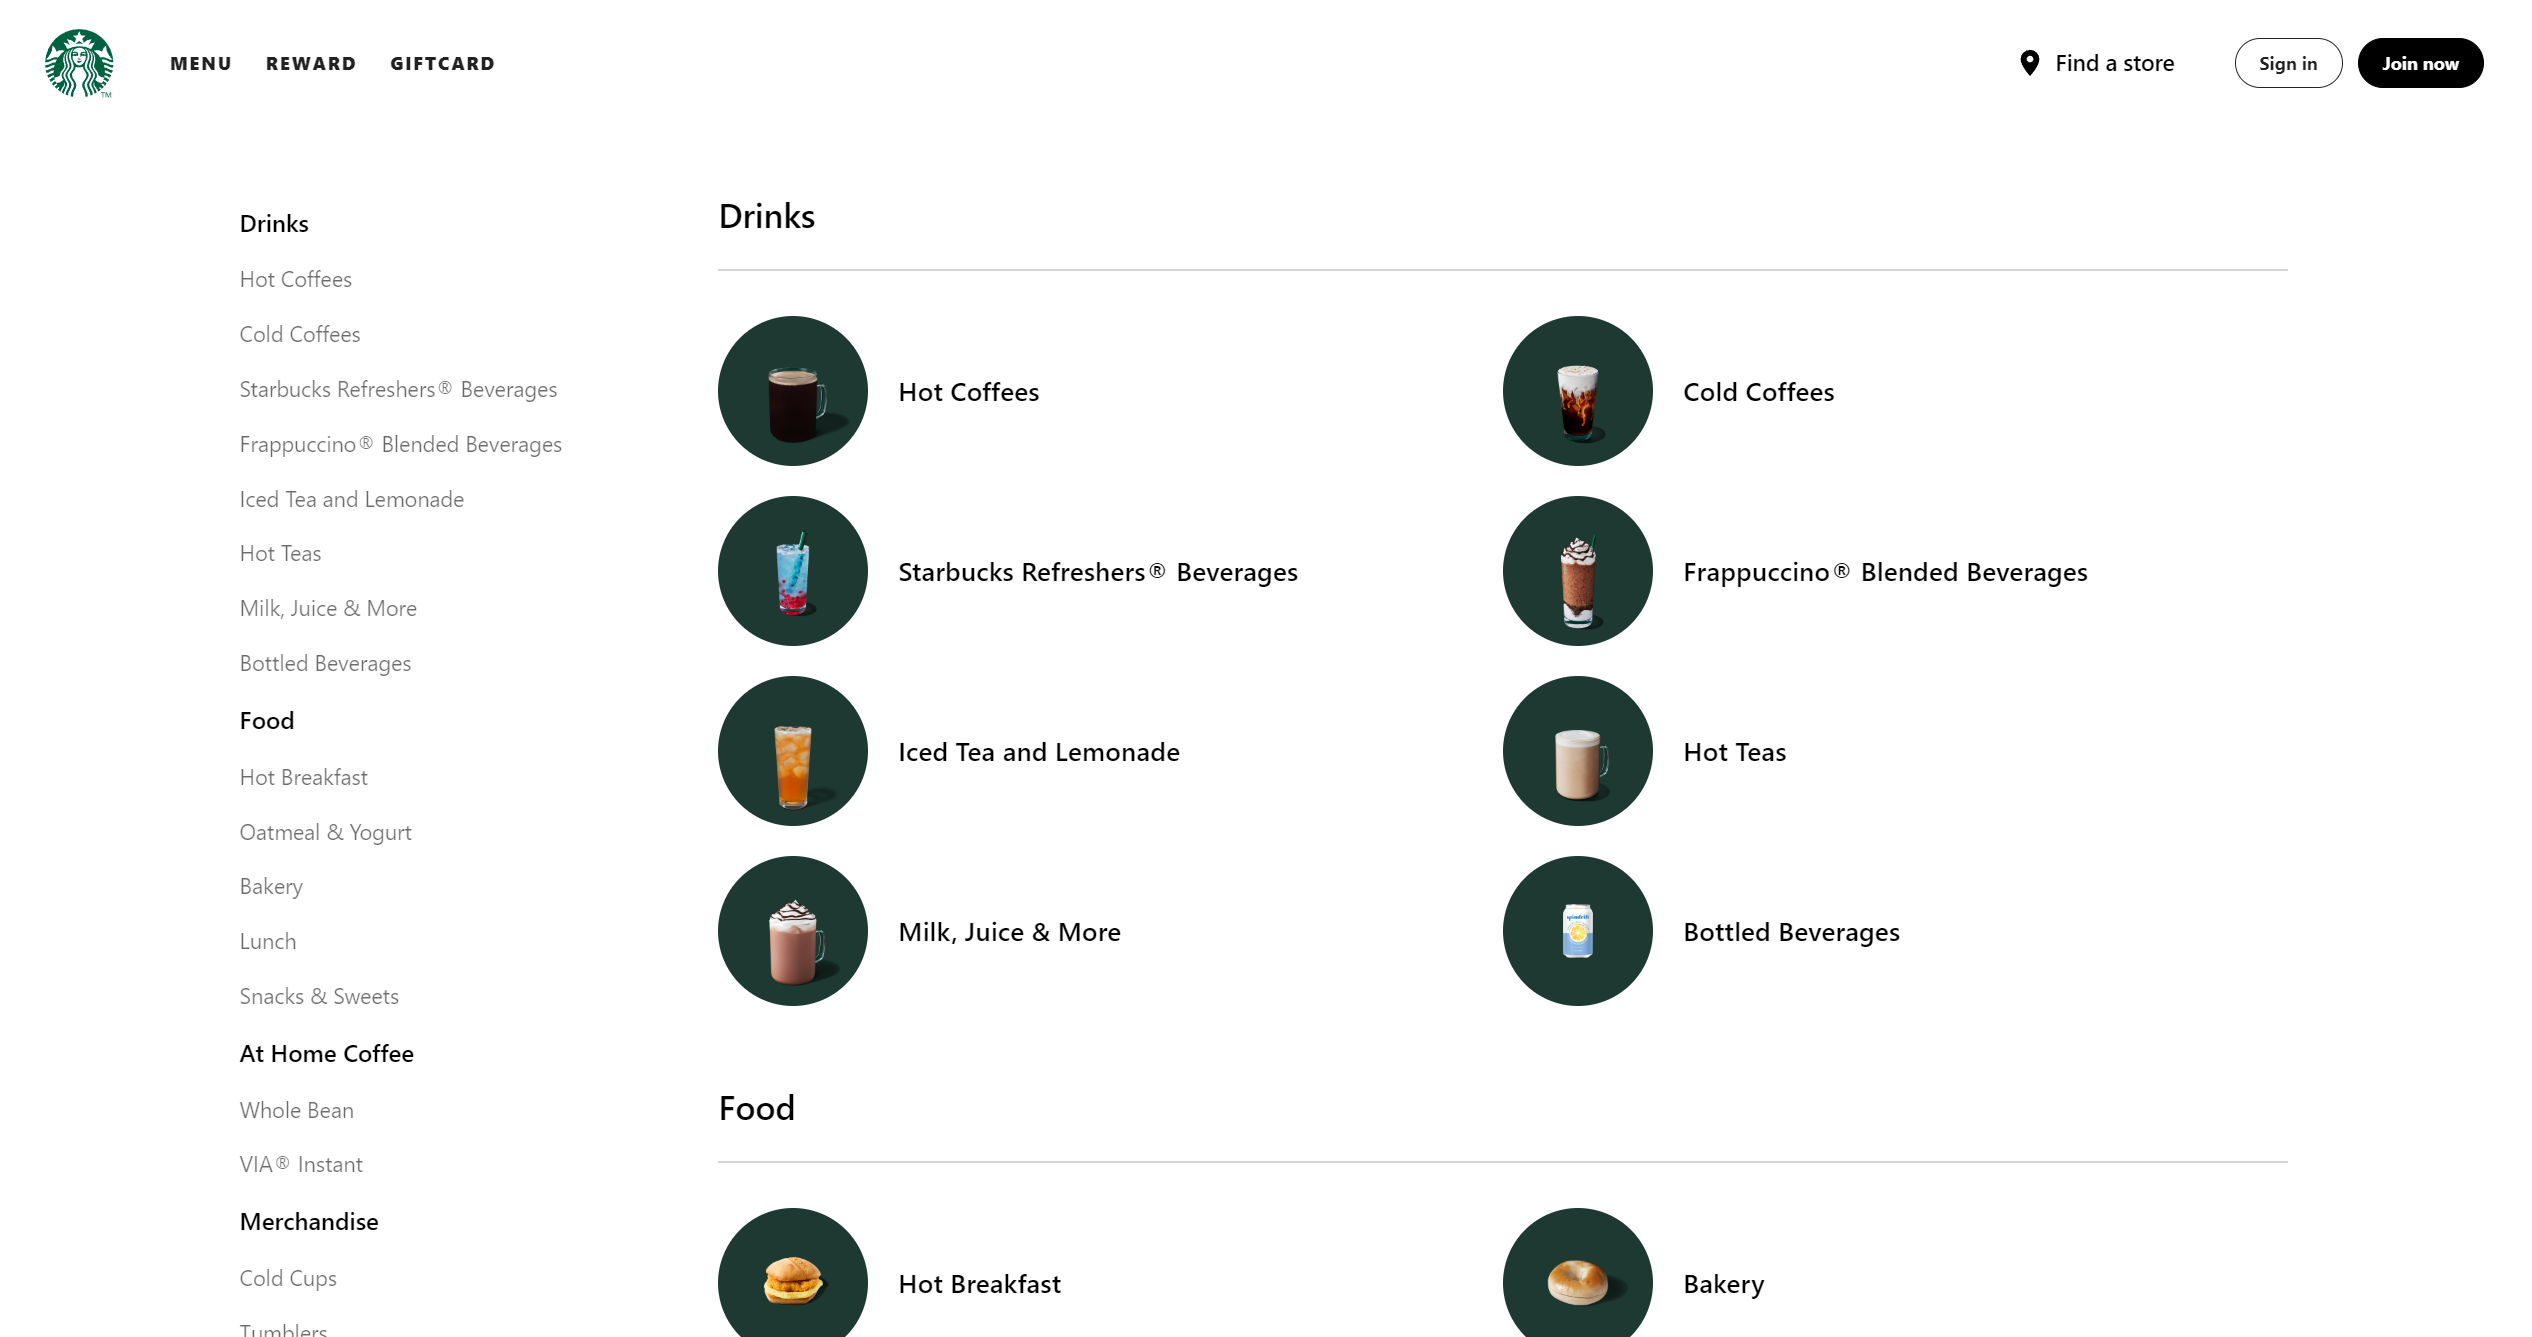 MENU REWARD GIFTCARD Find a store Sign in Join now
TM
Drinks
Hot Coffees
Cold Coffees
Starbucks Refreshers® Beverages
Frappuccino® Blended Beverages
Iced Tea and Lemonade
Hot Teas
Milk, Juice & More
Bottled Beverages
Food
Hot Breakfast
Oatmeal & Yogurt
Bakery
Lunch
Snacks & Sweets
At Home Coffee
Whole Bean
VIA® Instant
Merchandise
Cold Cups
Tumblers
Drinks
Hot Coffees
Cold Coffees
Starbucks Refreshers® Beverages
Frappuccino® Blended Beverages
Iced Tea and Lemonade
Hot Teas
Milk, Juice & More
spindrift
Bottled Beverages
Food
Hot Breakfast
Bakery